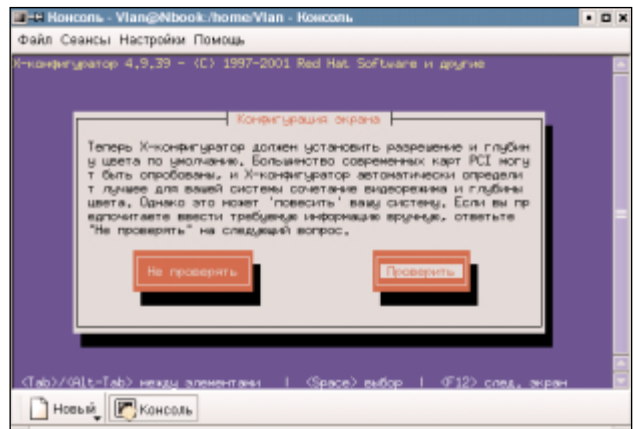 Консоль - Vlan@Nbook:/home/Vlan - Консоль
Файл Сеансы Настройки Помощь
X-конфигуратор 4.9.39 - (C) 1997-2001 Red Hat Software и другие
Конфигурация экрана
Теперь X-конфигуратор должен установить разрешение и глубин
у цвета по умолчанию. Большинство современных карт PCI могу
т быть опробованы, и X-конфигуратор автоматически определи
т лучшее для вашей системы сочетание видеорежима и глубины
цвета. Однако это может 'повесить' вашу систему. Если вы пр
едпочитаете ввести требуемую информацию вручную, ответьте
"Не проверять" на следующий вопрос.
Не проверять Проверить
<Tab>/<Alt-Tab> между элементами | <Space> выбор | <F12> след. экран
Новый Консоль